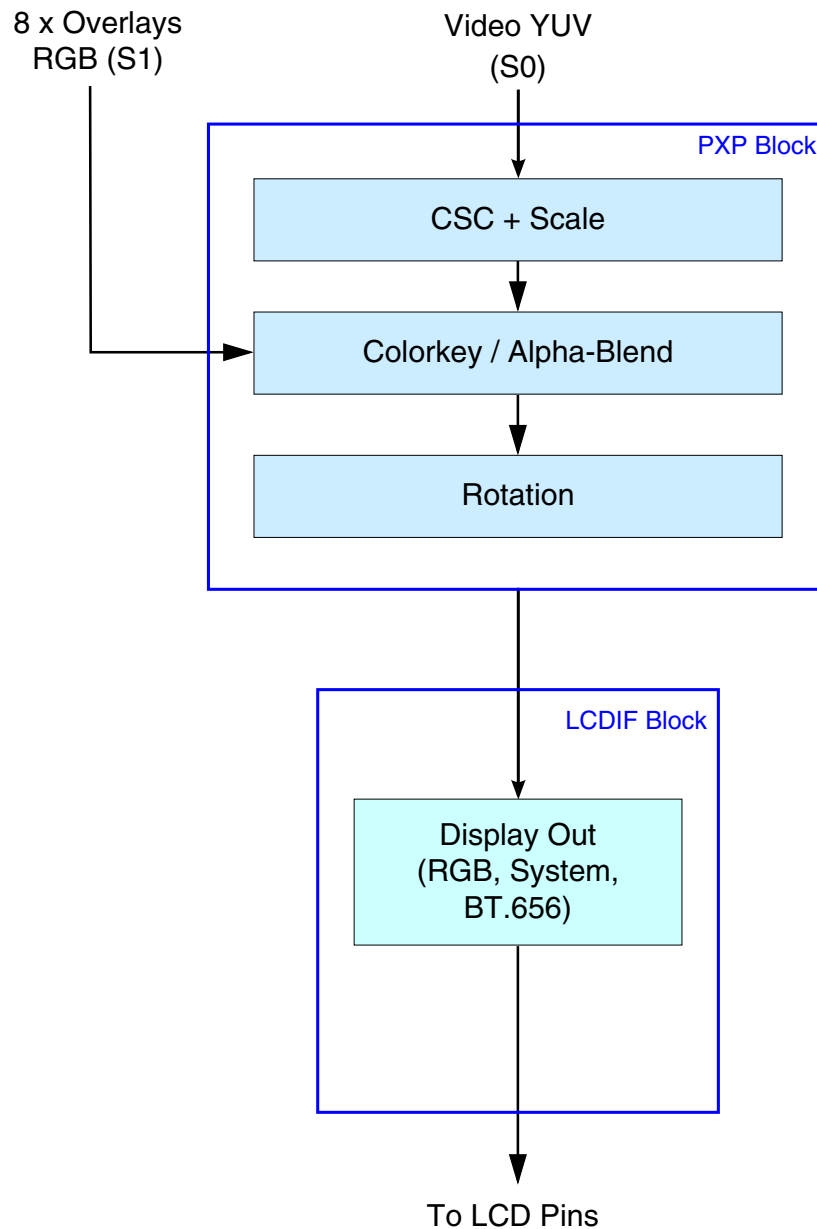 8 x Overlays
RGB (S1)
Video YUV
(S0)
PXP Block
CSC + Scale
Colorkey / Alpha-Blend
Rotation
LCDIF Block
Display Out
(RGB, System,
BT.656)
To LCD Pins